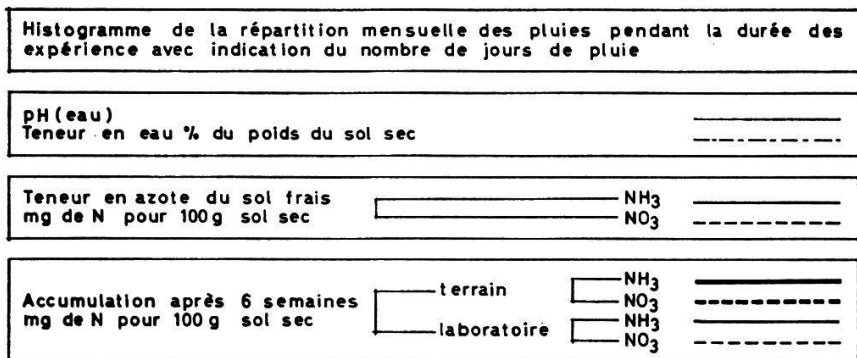 Histogramme de la répartition mensuelle des pluies pendant la durée des
expérience avec indication du nombre de jours de pluie
pH (eau)
Teneur en eau % du poids du sol sec
Teneur en azote du sol frais
mg de N pour 100 g sol sec
NH3
NO3
Accumulation après 6 semaines
mg de N pour 100 g sol sec
terrain
NH3
NO3
laboratoire
NH3
NO3